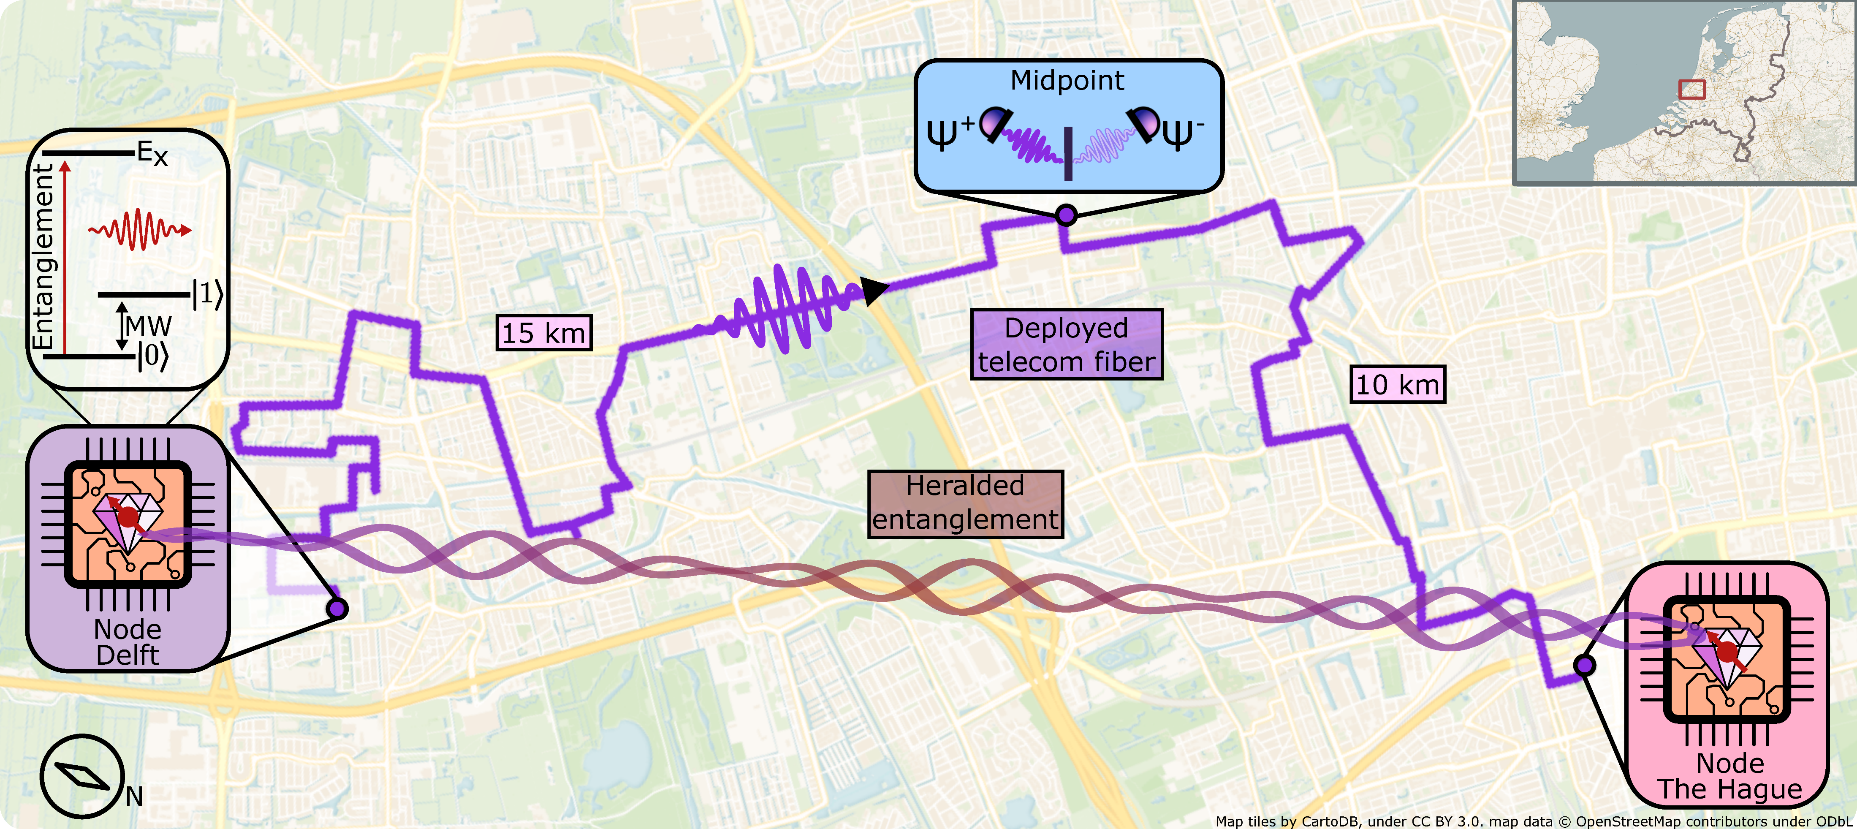 Midpoint
Ψ⁺
Ψ⁻
Entanglement
Eₓ
|1⟩
MW
|0⟩
15 km
Deployed
telecom fiber
10 km
Heralded
entanglement
Node
Delft
Node
The Hague
N
Map tiles by CartoDB, under CC BY 3.0. map data © OpenStreetMap contributors under ODbL